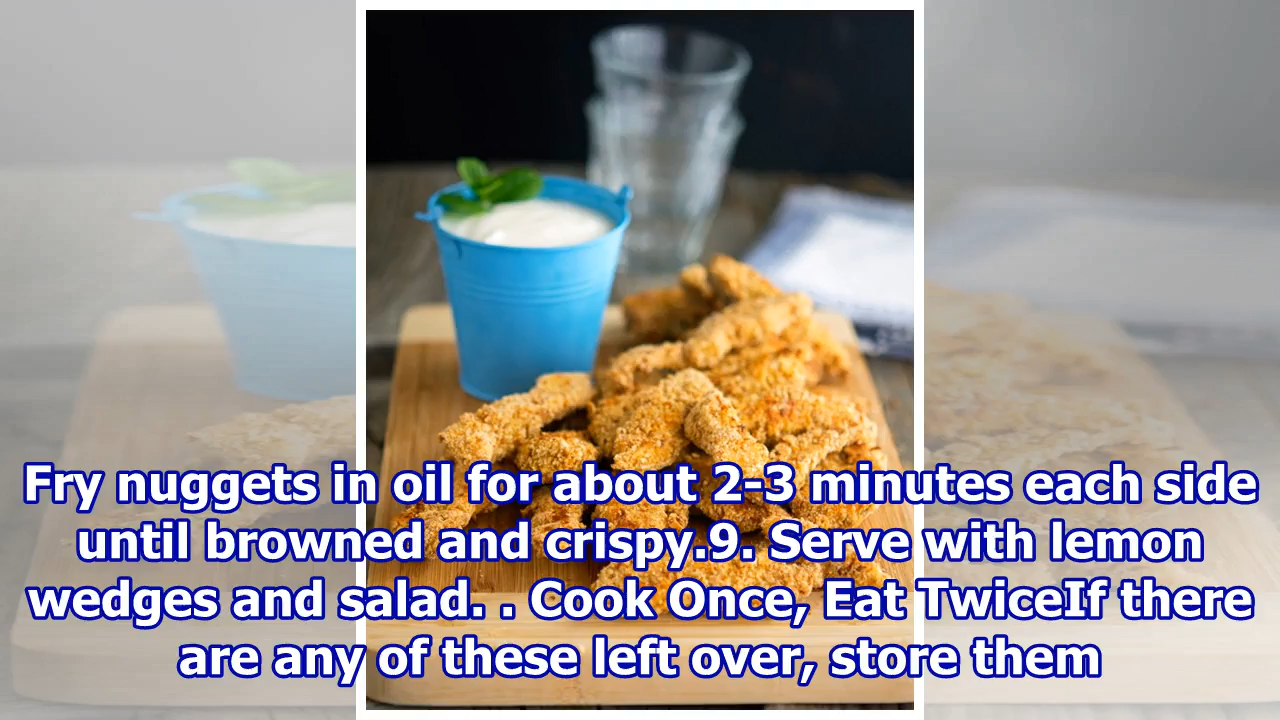 Fry nuggets in oil for about 2-3 minutes each side
until browned and crispy.9. Serve with lemon
wedges and salad. . Cook Once, Eat TwiceIf there
are any of these left over, store them